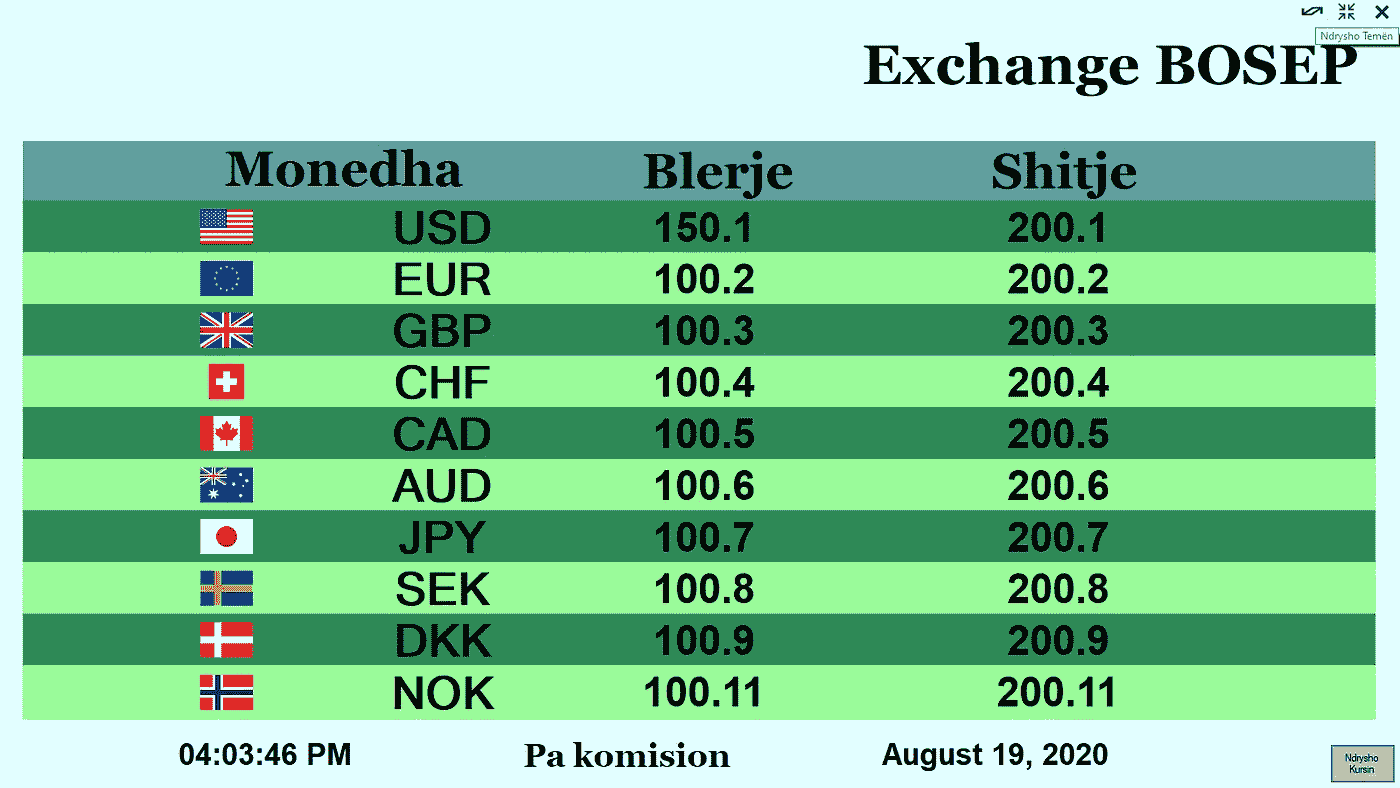 Ndrysho Temën
Exchange BOSEP
Monedha Blerje Shitje
USD 150.1 200.1
EUR 100.2 200.2
GBP 100.3 200.3
CHF 100.4 200.4
CAD 100.5 200.5
AUD 100.6 200.6
JPY 100.7 200.7
SEK 100.8 200.8
DKK 100.9 200.9
NOK 100.11 200.11
04:03:46 PM Pa komision August 19, 2020
Ndrysho
Kursin